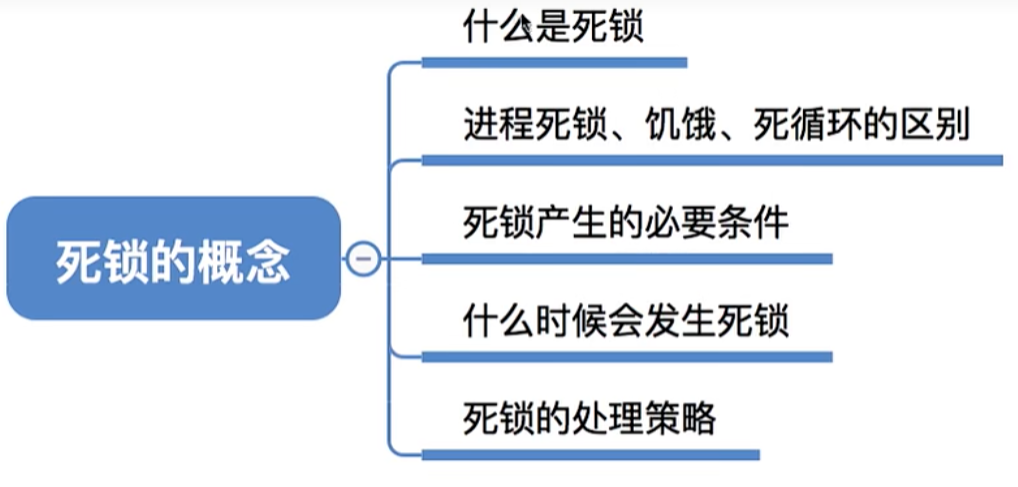 什么是死锁
进程死锁、饥饿、死循环的区别
死锁产生的必要条件
死锁的概念
什么时候会发生死锁
死锁的处理策略